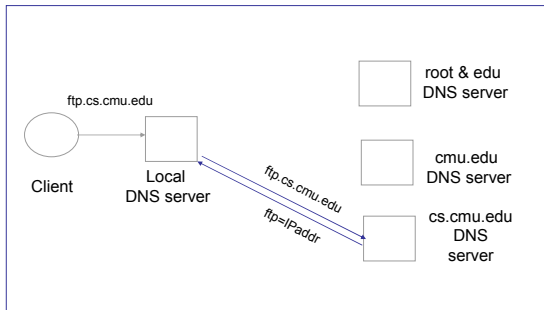 root & edu
DNS server
ftp.cs.cmu.edu
cmu.edu
DNS server
Client
Local
DNS server
ftp.cs.cmu.edu
ftp=IPaddr
cs.cmu.edu
DNS
server